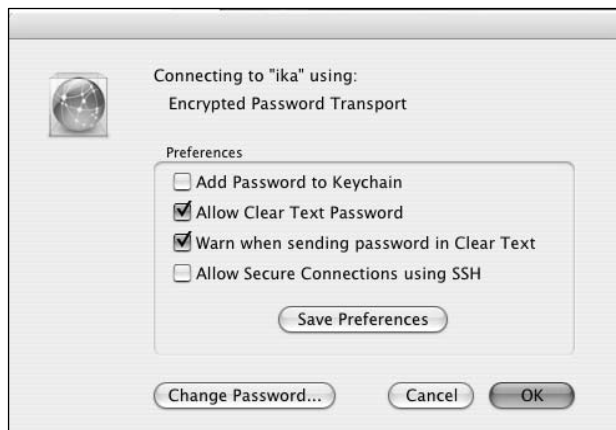 Connecting to "ika" using:
Encrypted Password Transport
Preferences
Add Password to Keychain
Allow Clear Text Password
Warn when sending password in Clear Text
Allow Secure Connections using SSH
Save Preferences
Change Password...
Cancel
OK